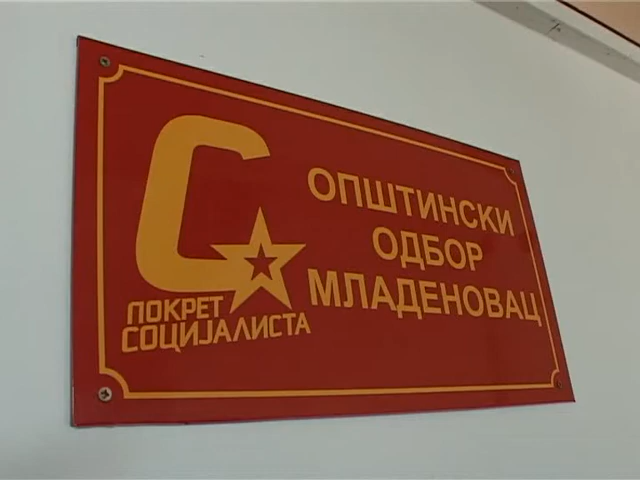 С
ПОКРЕТ
СОЦИЈАЛИСТА
ОПШТИНСКИ
ОДБОР
МЛАДЕНОВАЦ